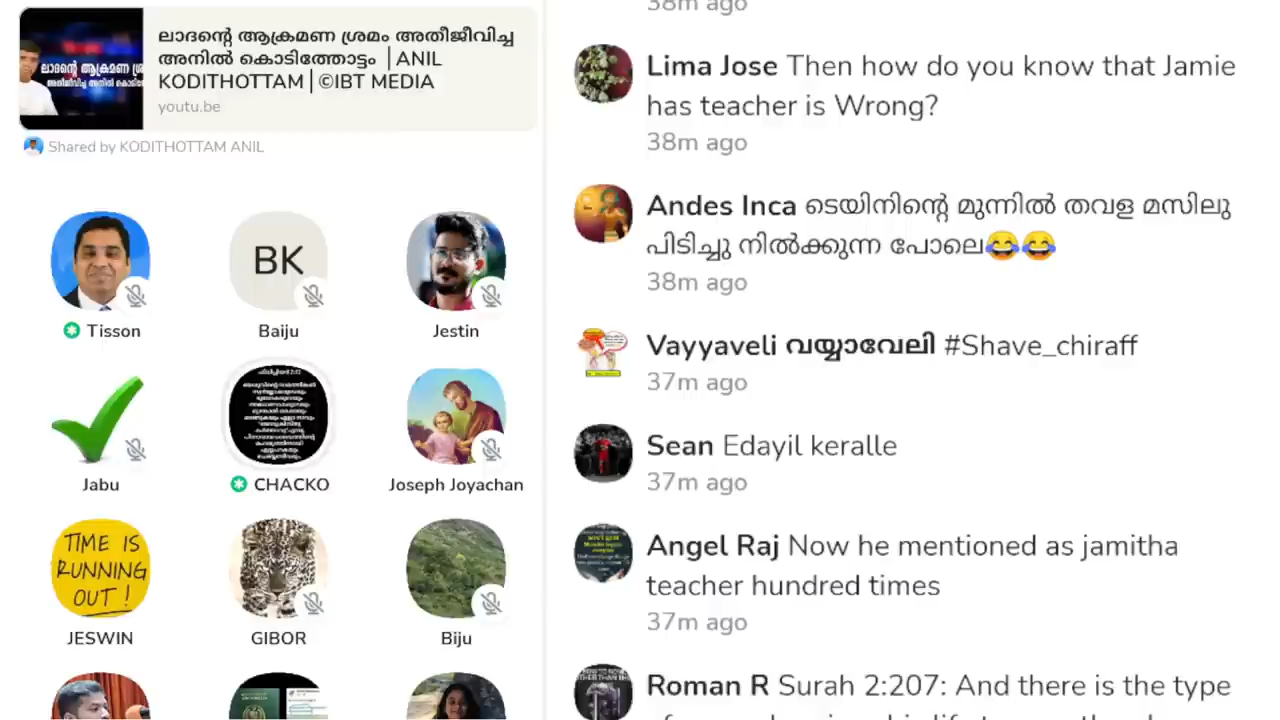 ലാദന്റെ ആക്രമണ ശ്രമം അതീജീവിച്ച
അനിൽ കൊടിത്തോട്ടം |ANIL
KODITHOTTAM|©IBT MEDIA
youtu.be
Shared by KODITHOTTAM ANIL
Tisson
BK
Baiju
Jestin
Jabu
CHACKO
Joseph Joyachan
TIME IS
RUNNING
OUT!
JESWIN
GIBOR
Biju
38m ago
Lima Jose Then how do you know that Jamie
has teacher is Wrong?
38m ago
Andes Inca ടെയിനിന്റെ മുന്നിൽ തവള മസിലു
പിടിച്ചു നിൽക്കുന്ന പോലെ😂😂
38m ago
Vayyaveli വയ്യാവേലി #Shave_chiraff
37m ago
Sean Edayil keralle
37m ago
Angel Raj Now he mentioned as jamitha
teacher hundred times
37m ago
Roman R Surah 2:207: And there is the type